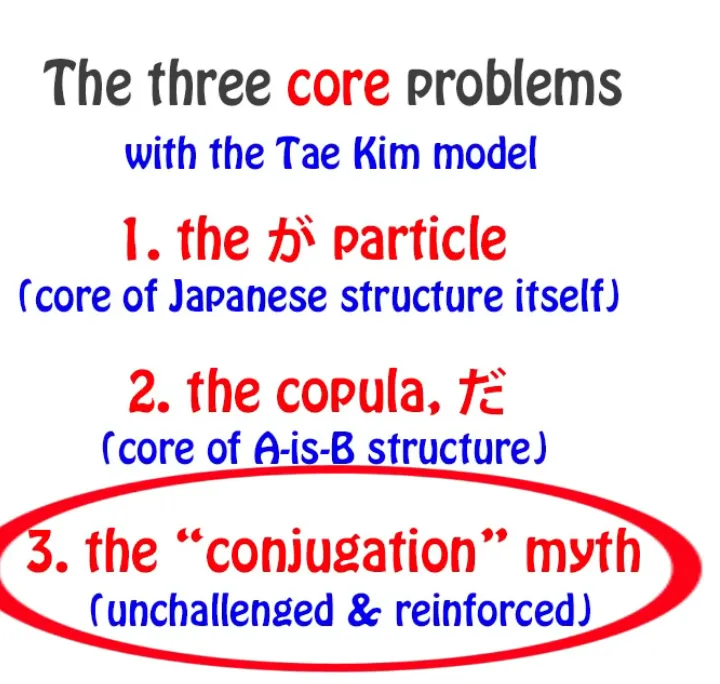 The three core problems
with the Tae Kim model
1. the が particle
(core of Japanese structure itself)
2. the copula, だ
(core of A-is-B structure)
3. the “conjugation” myth
(unchallenged & reinforced)